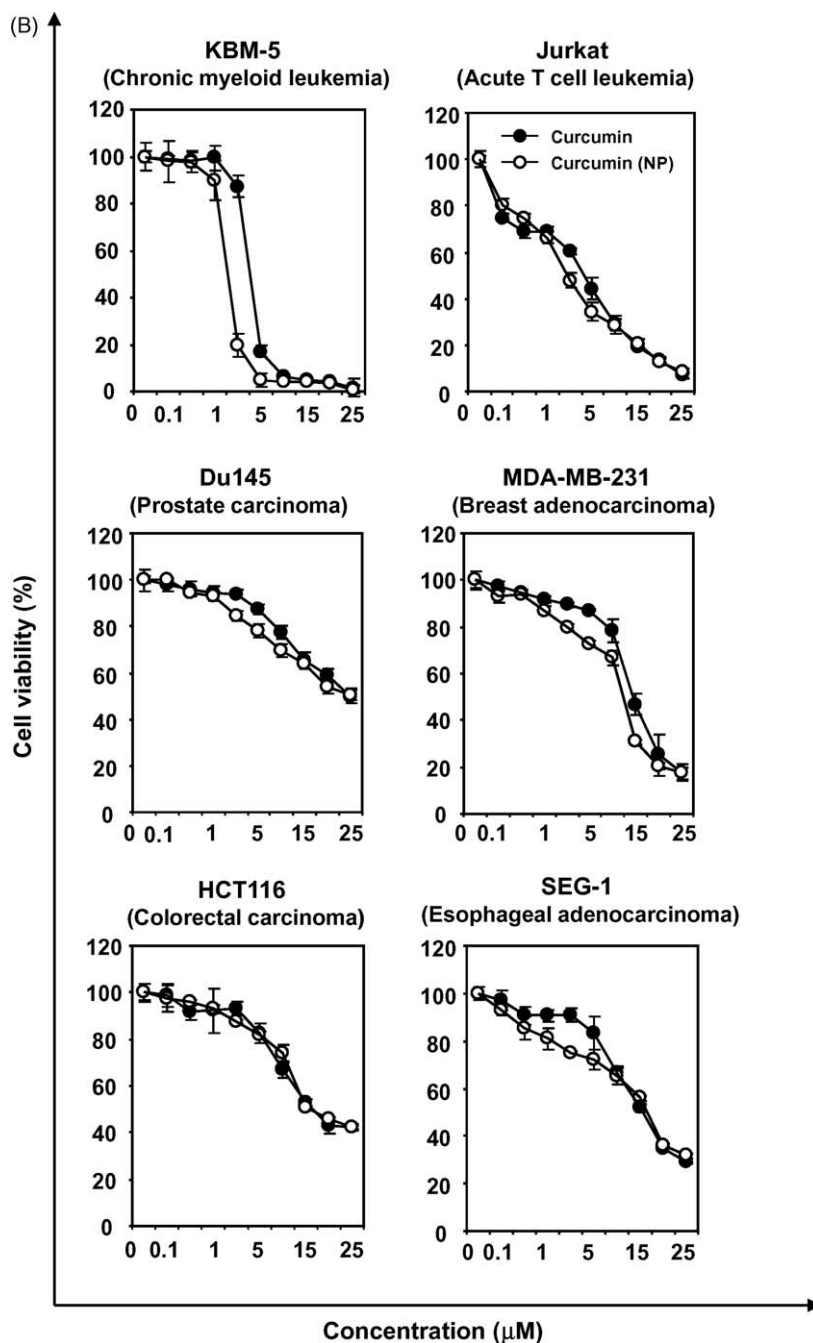 (B)
KBM-5
(Chronic myeloid leukemia)
120
100
80
60
40
20
0
0 0.1 1 5 15 25
Jurkat
(Acute T cell leukemia)
120
100
80
60
40
20
0
Curcumin
Curcumin (NP)
0 0.1 1 5 15 25
Du145
(Prostate carcinoma)
120
100
80
60
40
20
0
0 0.1 1 5 15 25
MDA-MB-231
(Breast adenocarcinoma)
120
100
80
60
40
20
0
0 0.1 1 5 15 25
HCT116
(Colorectal carcinoma)
120
100
80
60
40
20
0
0 0.1 1 5 15 25
SEG-1
(Esophageal adenocarcinoma)
120
100
80
60
40
20
0
0 0.1 1 5 15 25
Cell viability (%)
Concentration (μM)